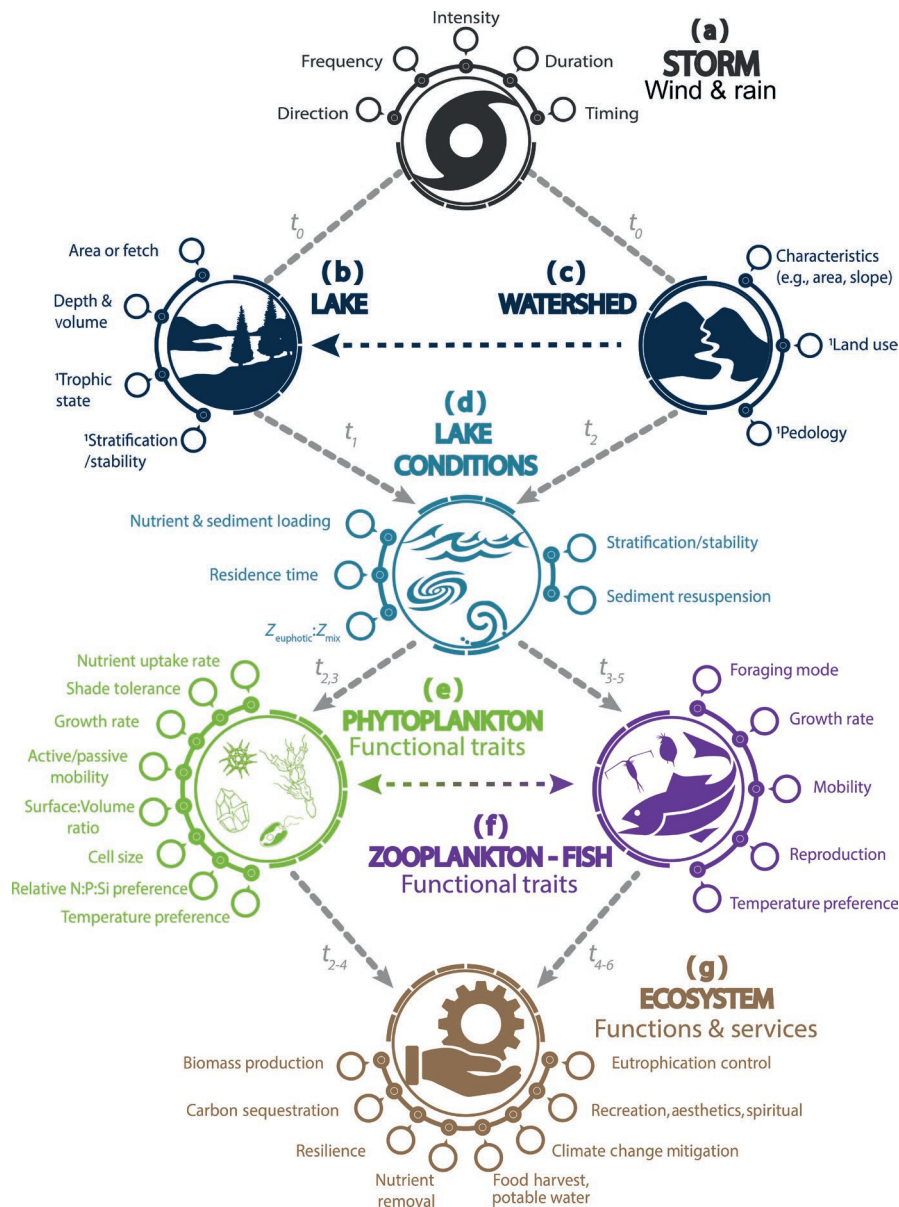 Intensity
(a)
STORM
Wind & rain
Frequency
Duration
Direction
Timing
t0
t0
Area or fetch
(b)
LAKE
(c)
WATERSHED
Characteristics
(e.g., area, slope)
Depth &
volume
¹Land use
¹Trophic
state
¹Stratification
/stability
¹Pedology
t1
t2
(d)
LAKE
CONDITIONS
Nutrient & sediment loading
Stratification/stability
Residence time
Sediment resuspension
Zeuphotic:Zmix
t2,3
t3-5
Nutrient uptake rate
Shade tolerance
Growth rate
Active/passive
mobility
Surface:Volume
ratio
Cell size
Relative N:P:Si preference
Temperature preference
(e)
PHYTOPLANKTON
Functional traits
(f)
ZOOPLANKTON - FISH
Functional traits
Foraging mode
Growth rate
Mobility
Reproduction
Temperature preference
t2-4
t4-6
(g)
ECOSYSTEM
Functions & services
Biomass production
Eutrophication control
Carbon sequestration
Recreation, aesthetics, spiritual
Resilience
Climate change mitigation
Nutrient
removal
Food harvest,
potable water